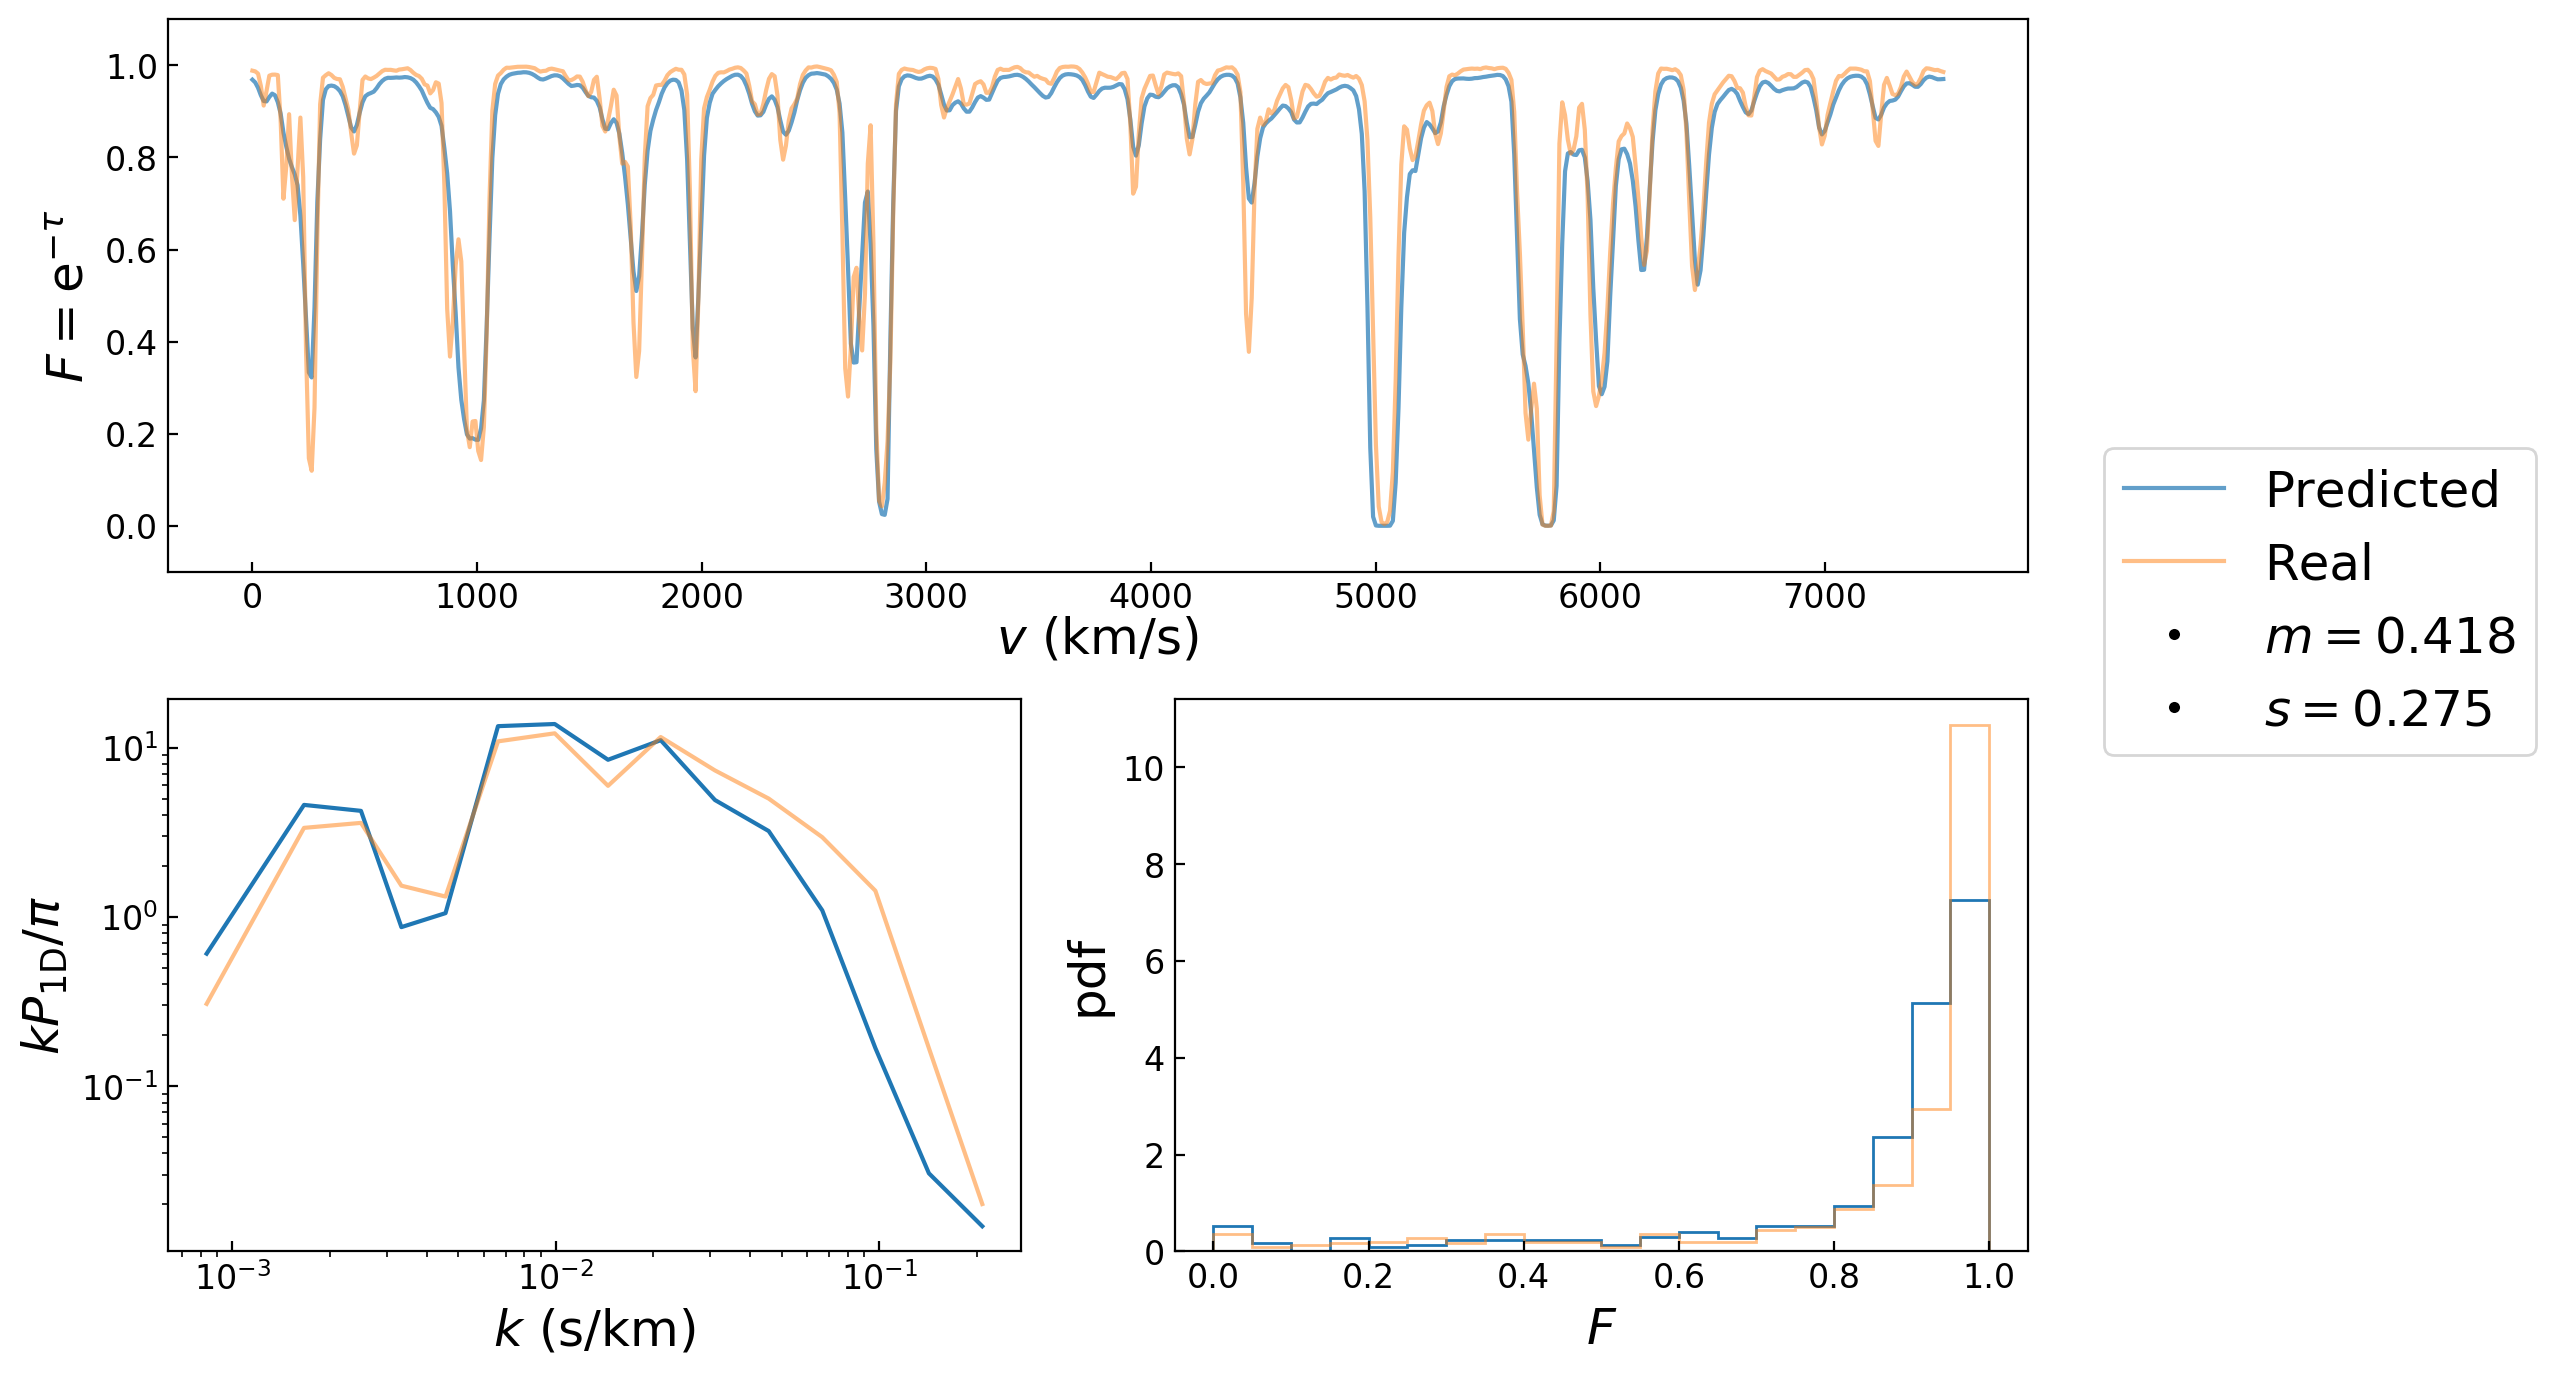 1.0
0.8
0.6
0.4
0.2
0.0
F = e^{−τ}
0 1000 2000 3000 4000 5000 6000 7000
v (km/s)
Predicted
Real
m = 0.418
s = 0.275
10^1
10^0
10^{−1}
kP_{1D}/π
10^{−3} 10^{−2} 10^{−1}
k (s/km)
10
8
6
4
2
0
pdf
0.0 0.2 0.4 0.6 0.8 1.0
F